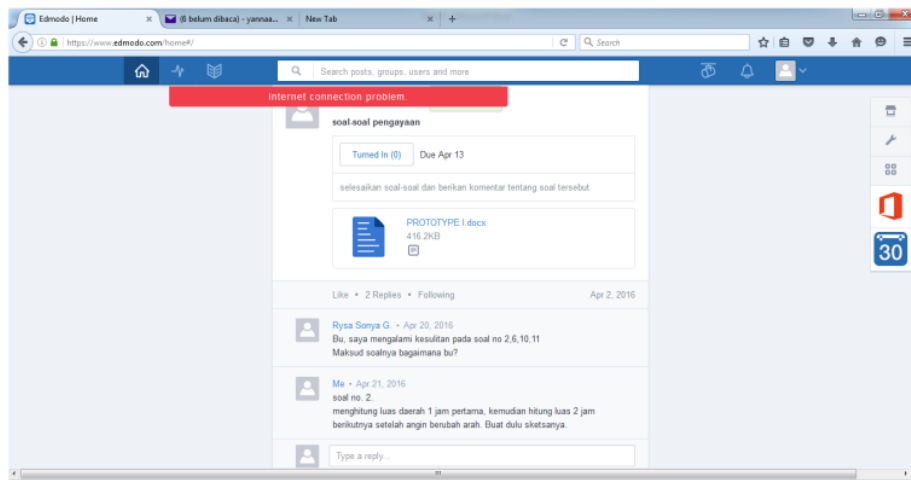 Edmodo | Home
(6 belum dibaca) - yannaa...
New Tab
https://www.edmodo.com/home#/
Search
Search posts, groups, users and more
Internet connection problem.
soal-soal pengayaan
Turned In (0)
Due Apr 13
selesaikan soal-soal dan berikan komentar tentang soal tersebut
PROTOTYPE I.docx
416.2KB
Like • 2 Replies • Following
Apr 2, 2016
30
Rysa Sonya G. • Apr 20, 2016
Bu, saya mengalami kesulitan pada soal no 2,6,10,11
Maksud soalnya bagaimana bu?
Me • Apr 21, 2016
soal no. 2.
menghitung luas daerah 1 jam pertama, kemudian hitung luas 2 jam
berikutnya setelah angin berubah arah. Buat dulu sketsanya.
Type a reply...